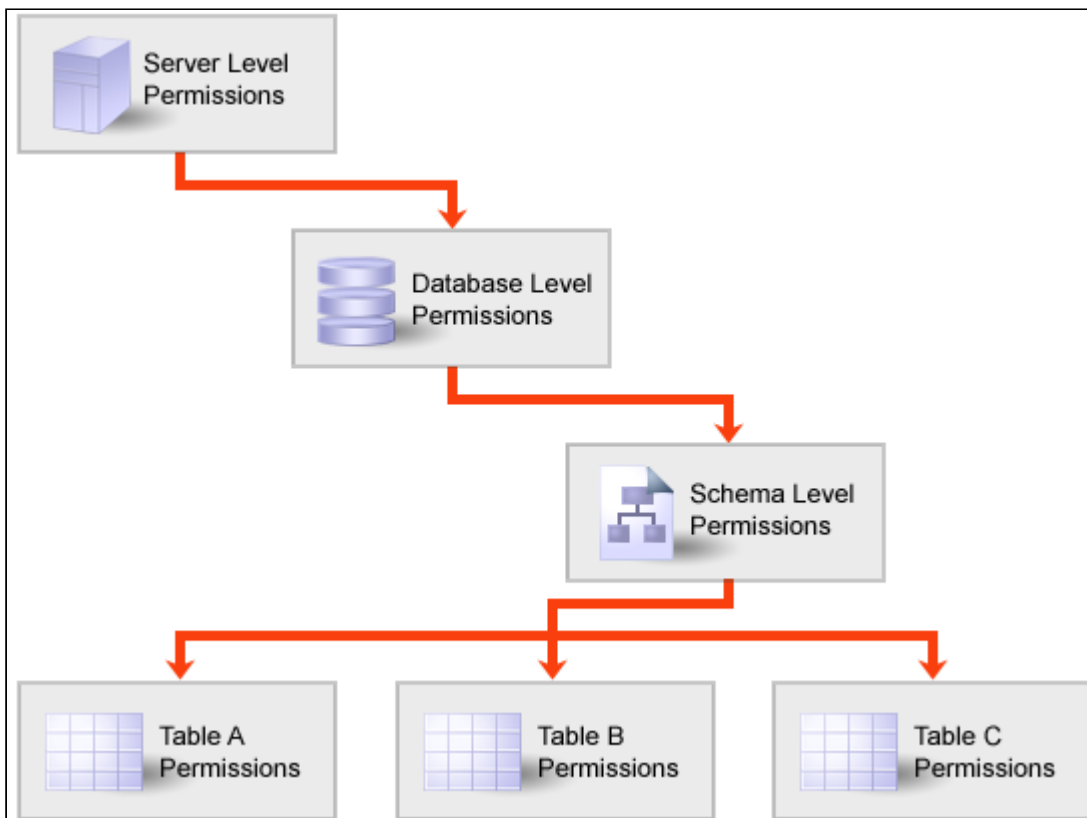 Server Level
Permissions
Database Level
Permissions
Schema Level
Permissions
Table A
Permissions
Table B
Permissions
Table C
Permissions